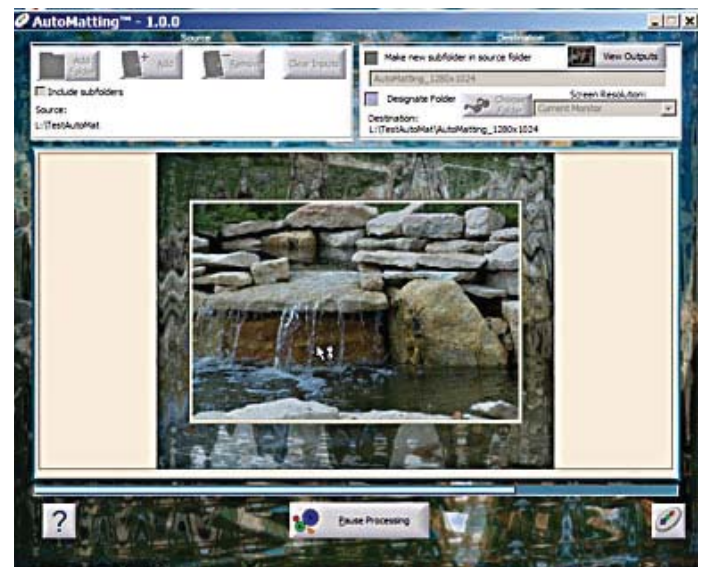 AutoMatting™ - 1.0.0
Source
Add Folder
Add
Remove
Clear Inputs
Include subfolders
Source:
L:\TestAutoMat
Destination
Make new subfolder in source folder
View Outputs
AutoMatting_1280x1024
Designate Folder
Choose Folder
Screen Resolution:
Current Monitor
Destination:
L:\TestAutoMat\AutoMatting_1280x1024
?
Pause Processing